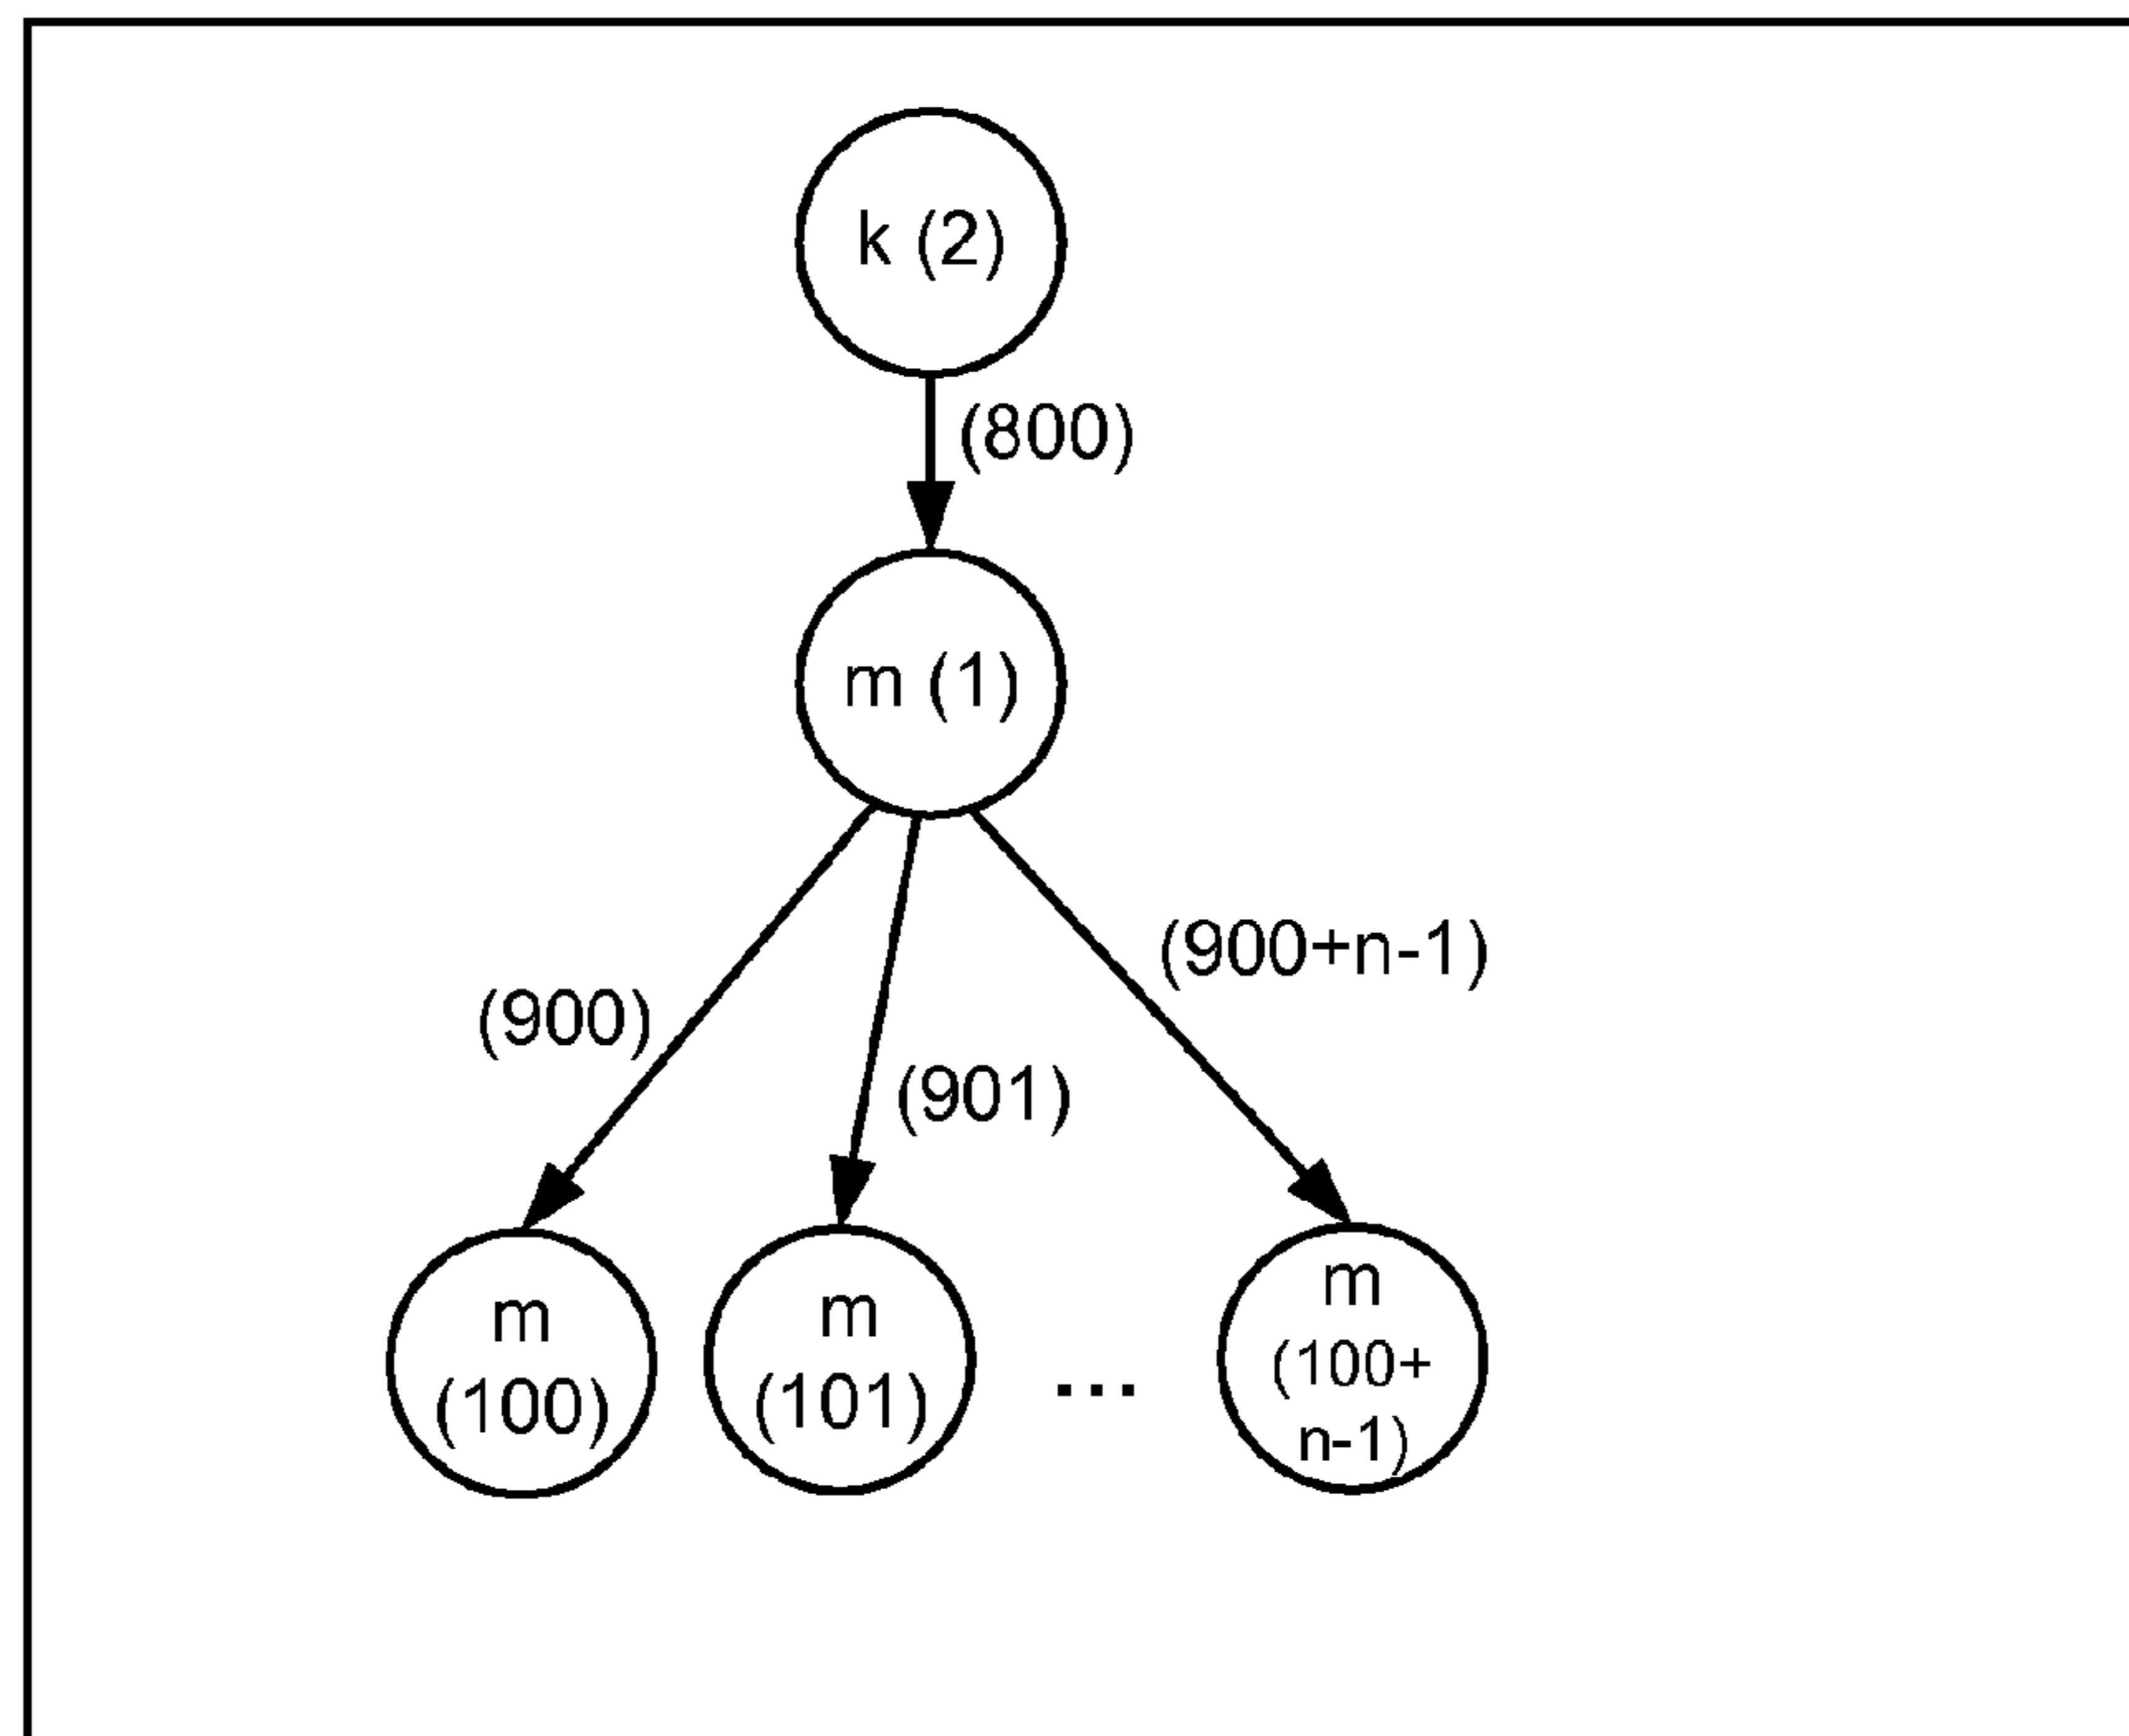 k (2)
(800)
m (1)
(900+n-1)
(900)
(901)
m
(100)
m
(101)
...
m
(100+
n-1)